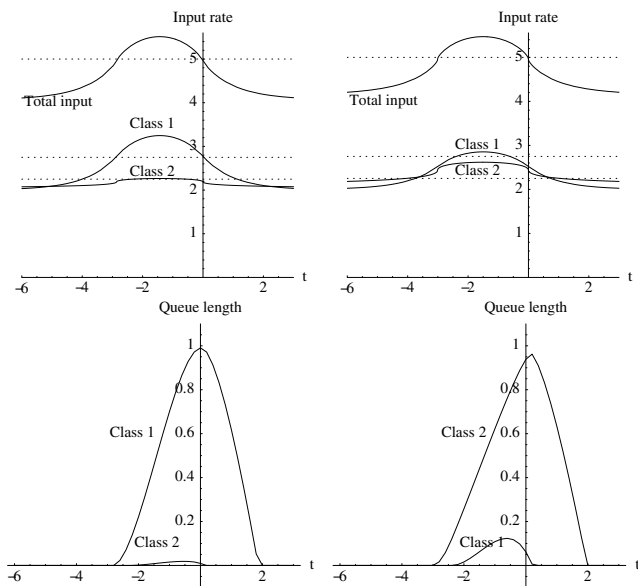 Input rate
5
Total input
4
Class 1
3
Class 2
2
1
−6 −4 −2 2 t
Input rate
5
Total input
4
Class 1
3
Class 2
2
1
−6 −4 −2 2 t
Queue length
1
0.8
Class 1
0.6
0.4
0.2
Class 2
−6 −4 −2 2 t
Queue length
1
0.8
Class 2
0.6
0.4
0.2
Class 1
−6 −4 −2 2 t